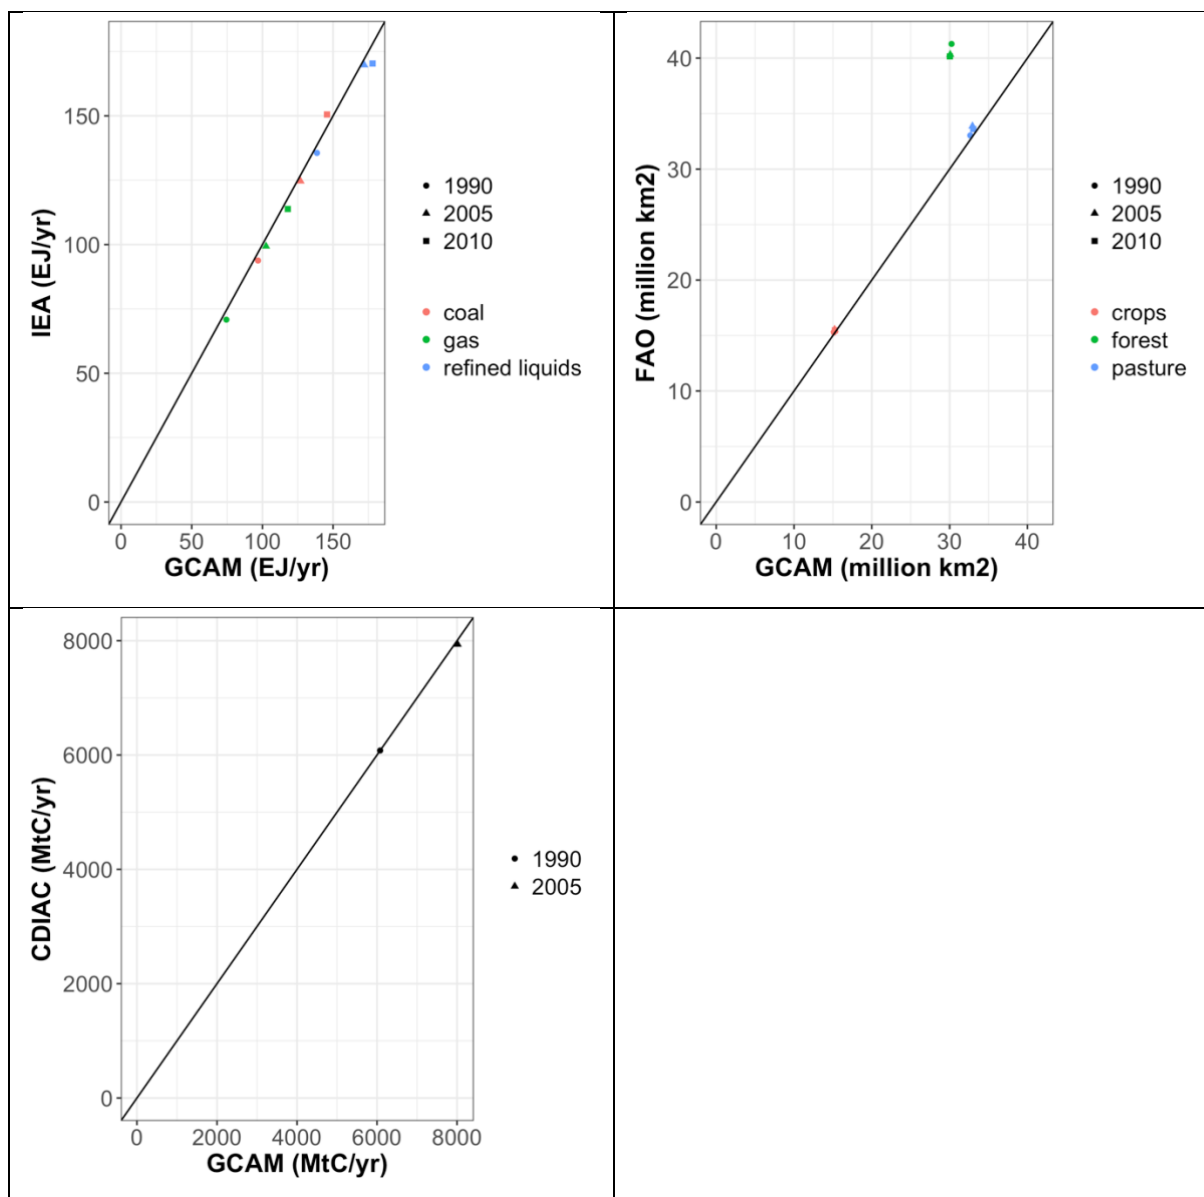 IEA (EJ/yr)
150
100
50
0
0 50 100 150
GCAM (EJ/yr)
1990
2005
2010
coal
gas
refined liquids
FAO (million km2)
40
30
20
10
0
0 10 20 30 40
GCAM (million km2)
1990
2005
2010
crops
forest
pasture
CDIAC (MtC/yr)
8000
6000
4000
2000
0
0 2000 4000 6000 8000
GCAM (MtC/yr)
1990
2005